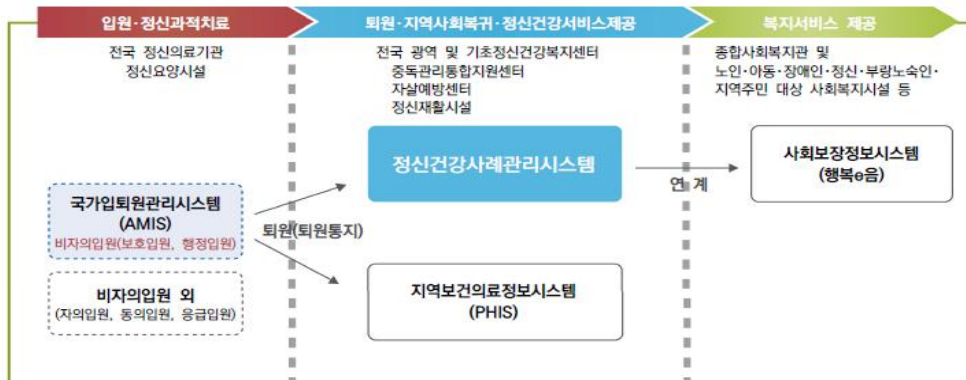 입원·정신과적치료
퇴원·지역사회복귀·정신건강서비스제공
복지서비스 제공
전국 정신의료기관
정신요양시설
전국 광역 및 기초정신건강복지센터
중독관리통합지원센터
자살예방센터
정신재활시설
종합사회복지관 및
노인·아동·장애인·정신·부랑노숙인·
지역주민 대상 사회복지시설 등
정신건강사례관리시스템
사회보장정보시스템
(행복e음)
연 계
국가입퇴원관리시스템
(AMIS)
비자의입원(보호입원, 행정입원)
퇴원(퇴원통지)
비자의입원 외
(자의입원, 동의입원, 응급입원)
지역보건의료정보시스템
(PHIS)